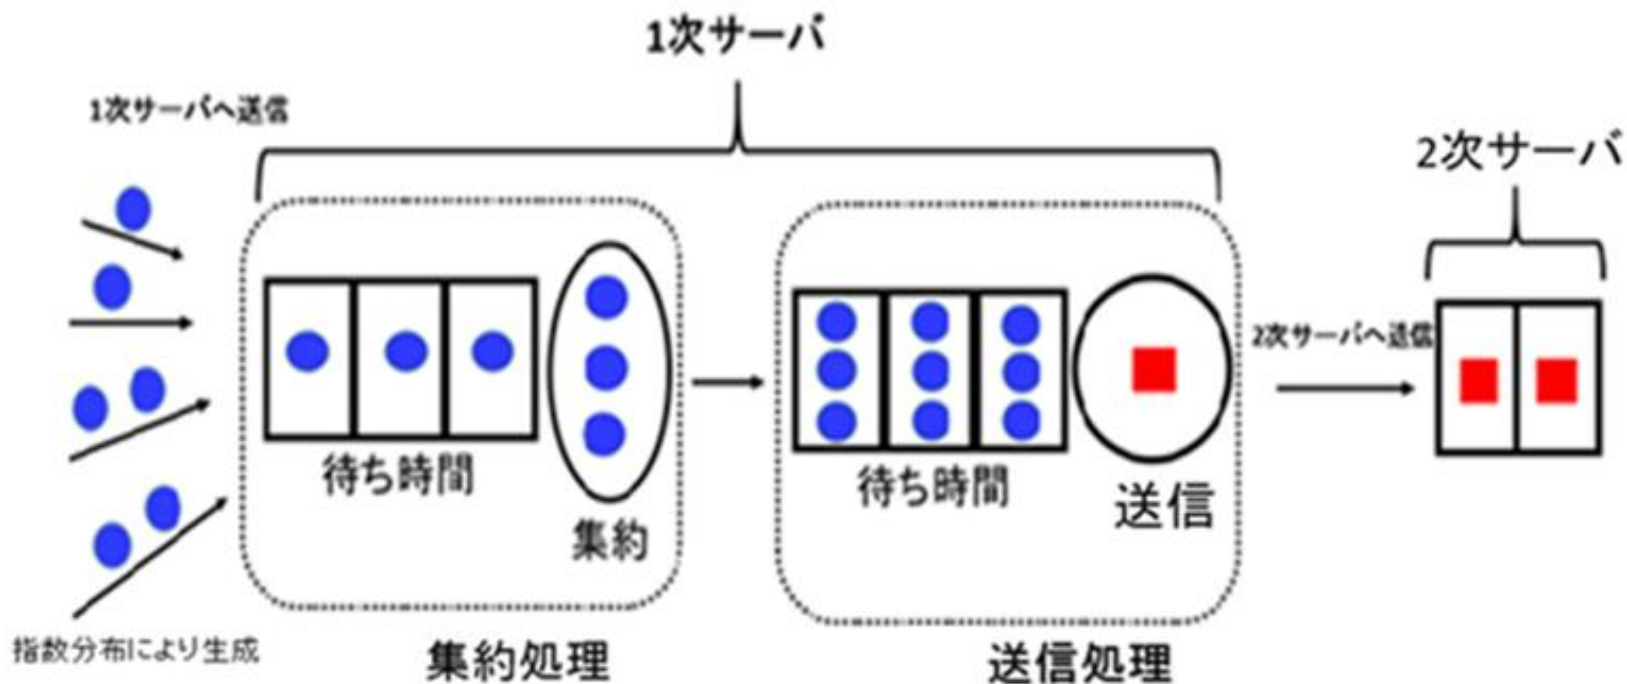 1次サーバ
1次サーバへ送信
2次サーバ
2次サーバへ送信
待ち時間
集約
待ち時間
送信
指数分布により生成
集約処理
送信処理